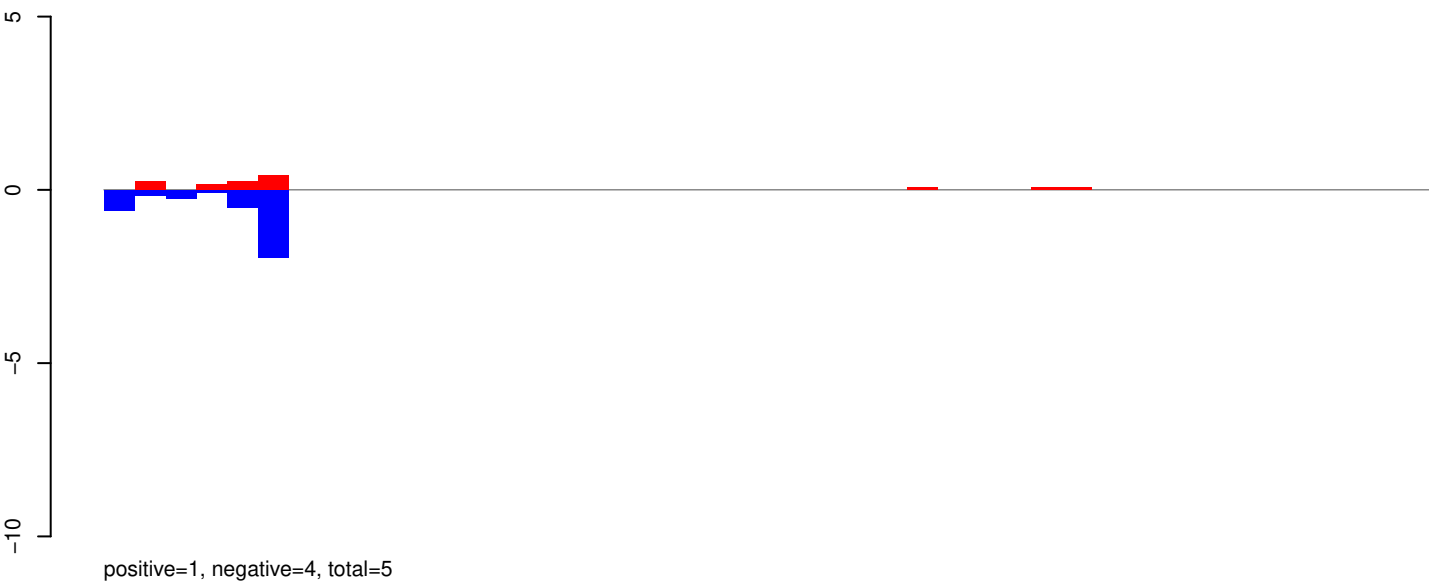 5
0
−5
−10
positive=1, negative=4, total=5